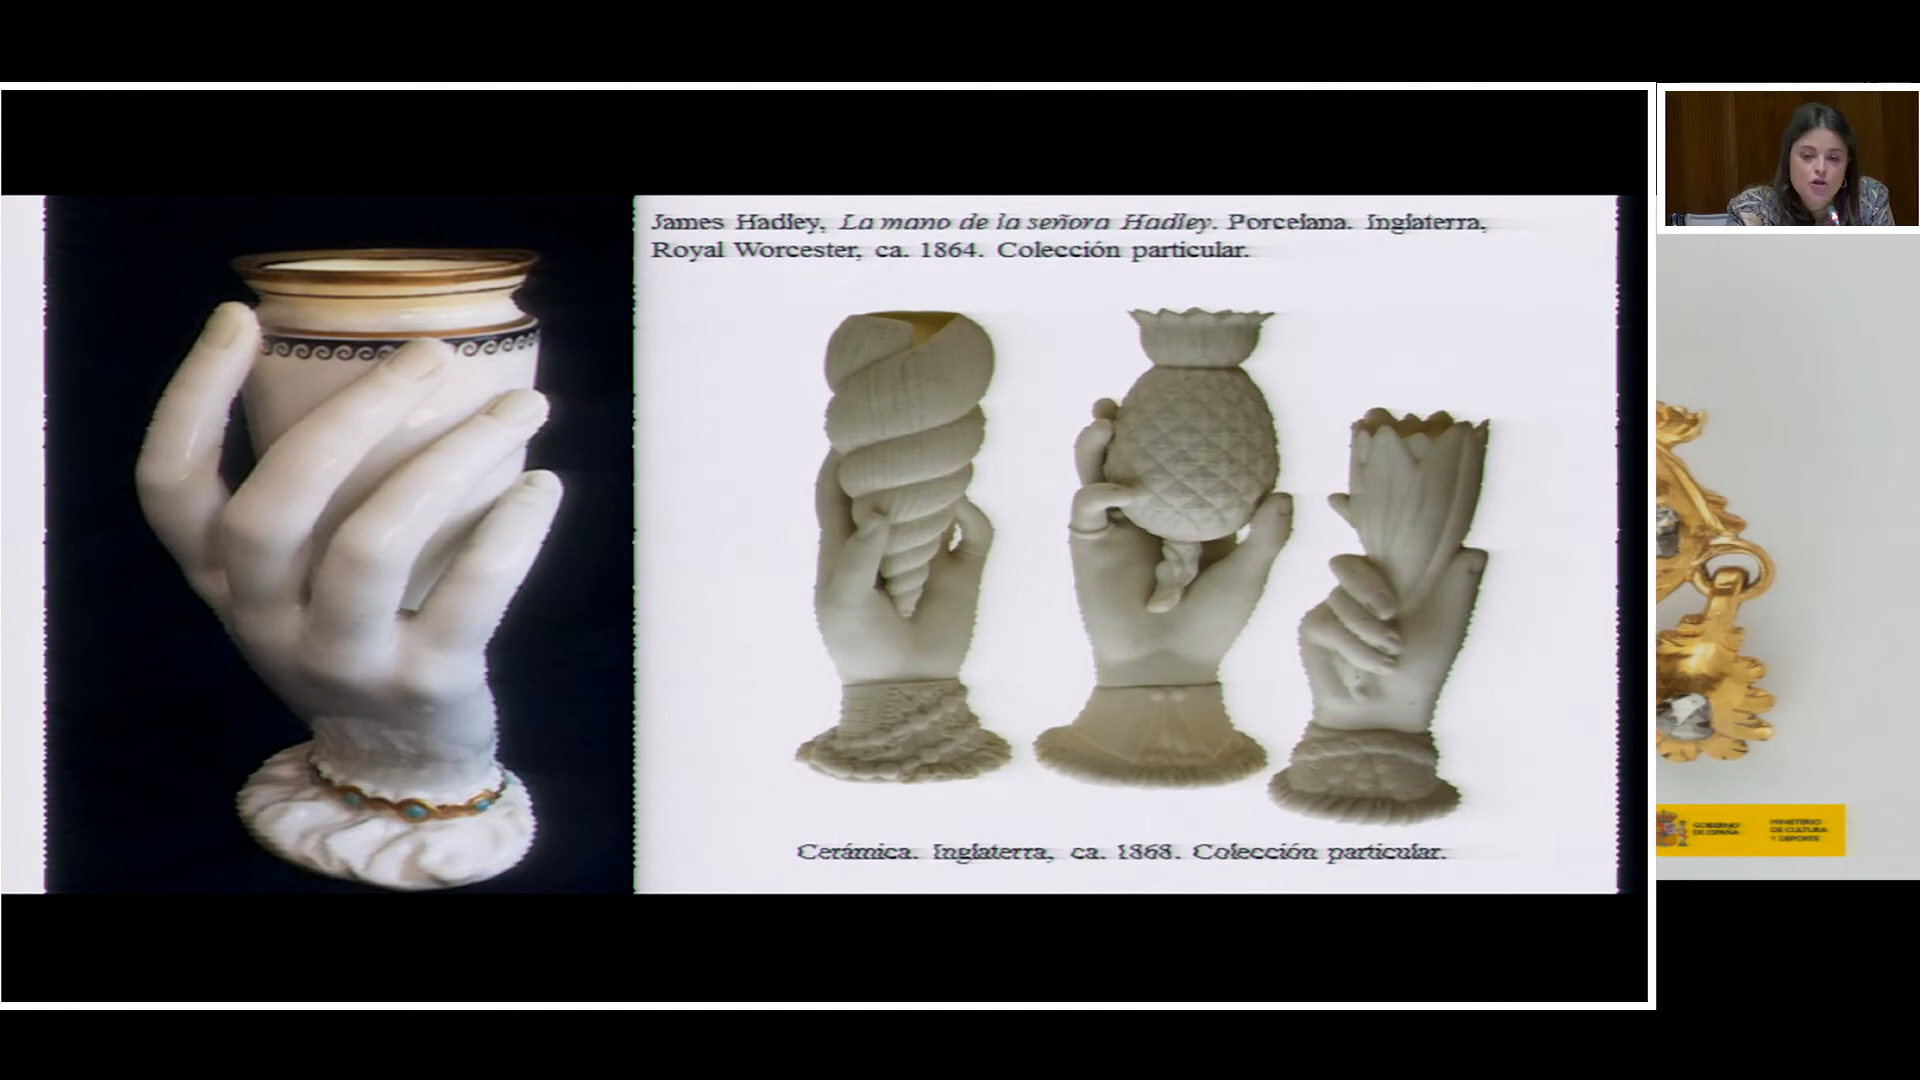 James Hadley, La mano de la señora Hadley. Porcelana. Inglaterra,
Royal Worcester, ca. 1864. Colección particular.
Cerámica. Inglaterra, ca. 1868. Colección particular.
GOBIERNO
DE ESPAÑA
MINISTERIO
DE CULTURA
Y DEPORTE